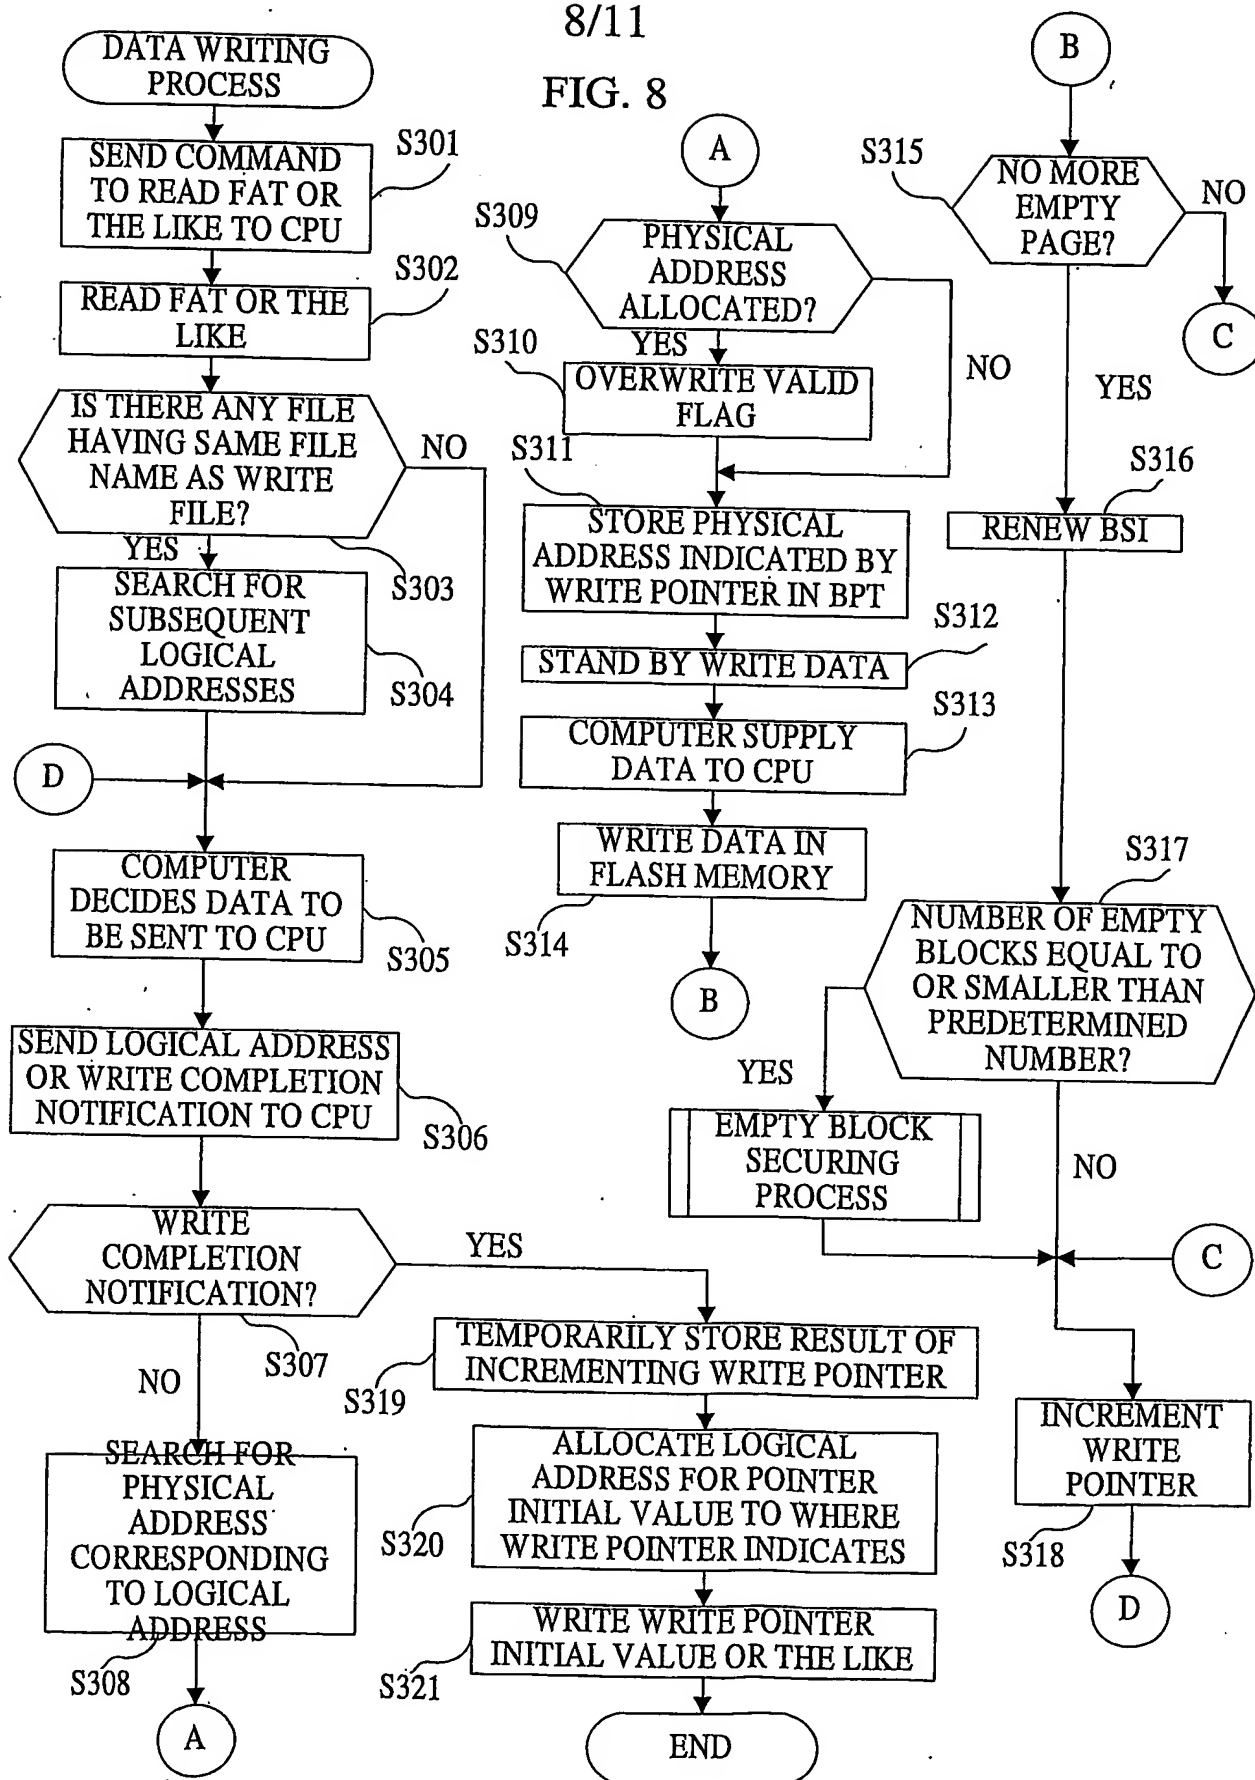 8/11
FIG. 8
DATA WRITING
PROCESS
SEND COMMAND
TO READ FAT OR
THE LIKE TO CPU
S301
READ FAT OR THE
LIKE
S302
IS THERE ANY FILE
HAVING SAME FILE
NAME AS WRITE
FILE?
NO
YES
S303
SEARCH FOR
SUBSEQUENT
LOGICAL
ADDRESSES
S304
D
COMPUTER
DECIDES DATA TO
BE SENT TO CPU
S305
SEND LOGICAL ADDRESS
OR WRITE COMPLETION
NOTIFICATION TO CPU
S306
WRITE
COMPLETION
NOTIFICATION?
YES
S307
NO
SEARCH FOR
PHYSICAL
ADDRESS
CORRESPONDING
TO LOGICAL
ADDRESS
S308
A
A
S309
PHYSICAL
ADDRESS
ALLOCATED?
YES
NO
S310
OVERWRITE VALID
FLAG
S311
STORE PHYSICAL
ADDRESS INDICATED BY
WRITE POINTER IN BPT
S312
STAND BY WRITE DATA
S313
COMPUTER SUPPLY
DATA TO CPU
WRITE DATA IN
FLASH MEMORY
S314
B
B
S315
NO MORE
EMPTY
PAGE?
NO
C
YES
S316
RENEW BSI
S317
NUMBER OF EMPTY
BLOCKS EQUAL TO
OR SMALLER THAN
PREDETERMINED
NUMBER?
YES
EMPTY BLOCK
SECURING
PROCESS
NO
C
INCREMENT
WRITE
POINTER
S318
D
TEMPORARILY STORE RESULT OF
INCREMENTING WRITE POINTER
S319
ALLOCATE LOGICAL
ADDRESS FOR POINTER
INITIAL VALUE TO WHERE
WRITE POINTER INDICATES
S320
WRITE WRITE POINTER
INITIAL VALUE OR THE LIKE
S321
END